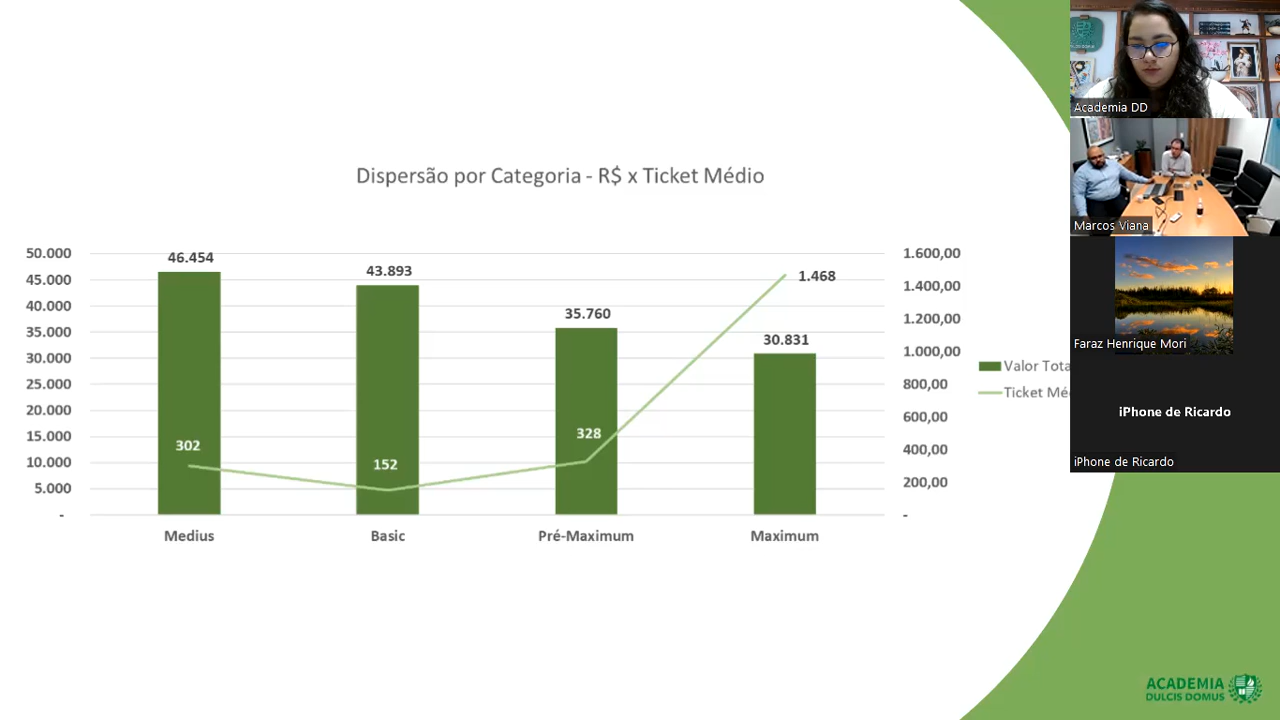 Dispersão por Categoria - R$ x Ticket Médio
50.000
45.000
40.000
35.000
30.000
25.000
20.000
15.000
10.000
5.000
-
46.454
43.893
35.760
30.831
302
152
328
1.468
1.600,00
1.400,00
1.200,00
1.000,00
800,00
600,00
400,00
200,00
-
Medius
Basic
Pré-Maximum
Maximum
Valor Tota
Ticket Mé
Academia DD
Marcos Viana
Faraz Henrique Mori
iPhone de Ricardo
iPhone de Ricardo
ACADEMIA
DULCIS DOMUS